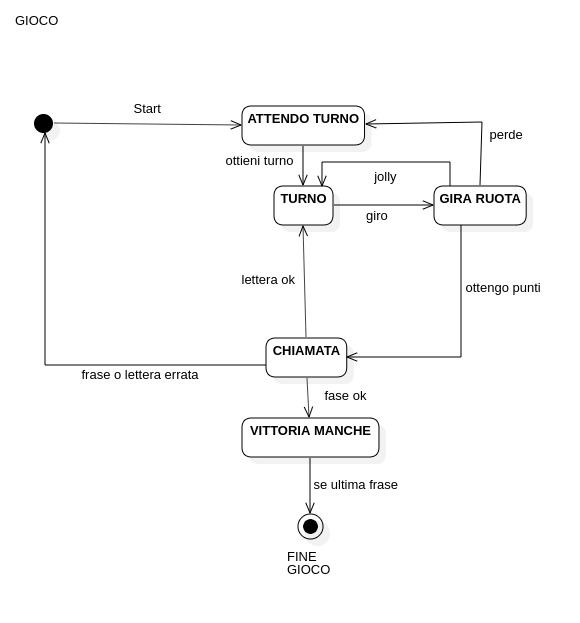 GIOCO
Start
ATTENDO TURNO
perde
ottieni turno
jolly
TURNO
GIRA RUOTA
giro
lettera ok
ottengo punti
CHIAMATA
frase o lettera errata
fase ok
VITTORIA MANCHE
se ultima frase
FINE
GIOCO